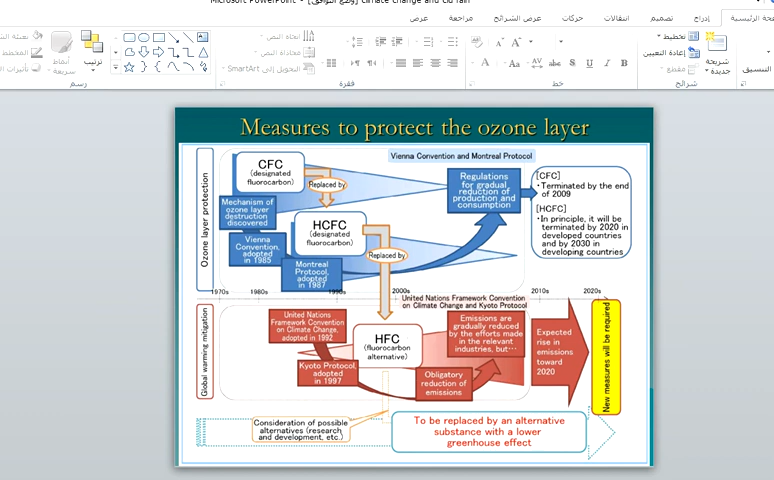 Microsoft PowerPoint - [وضع التوافق] climate change and cid rain
الصفحة الرئيسية
إدراج
تصميم
انتقالات
حركات
عرض الشرائح
مراجعة
عرض
تخطيط
إعادة التعيين
مقطع
شريحة
جديدة
اتجاه النص
محاذاة النص
التحويل إلى SmartArt
ترتيب
أنماط
سريعة
التنسيق
شرائح
خط
فقرة
رسم
Measures to protect the ozone layer
Ozone layer protection
CFC
(designated
fluorocarbon)
Replaced by
Vienna Convention and Montreal Protocol
Mechanism of
ozone layer
destruction
discovered
Vienna
Convention,
adopted
in 1985
Montreal
Protocol,
adopted
in 1987
HCFC
(designated
fluorocarbon)
Replaced by
Regulations
for gradual
reduction of
production and
consumption
[CFC]
・Terminated by the end
of 2009
[HCFC]
・In principle, it will be
terminated by 2020 in
developed countries
and by 2030 in
developing countries
1970s 1980s 1990s 2000s 2010s 2020s
United Nations Framework Convention
on Climate Change and Kyoto Protocol
Global warming mitigation
United Nations
Framework Convention
on Climate Change,
adopted in 1992
Kyoto Protocol,
adopted
in 1997
HFC
(fluorocarbon
alternative)
Obligatory
reduction of
emissions
Emissions are
gradually reduced
by the efforts made
in the relevant
industries, but…
Expected
rise in
emissions
toward
2020
New measures will be required
Consideration of possible
alternatives (research
and development, etc.)
To be replaced by an alternative
substance with a lower
greenhouse effect